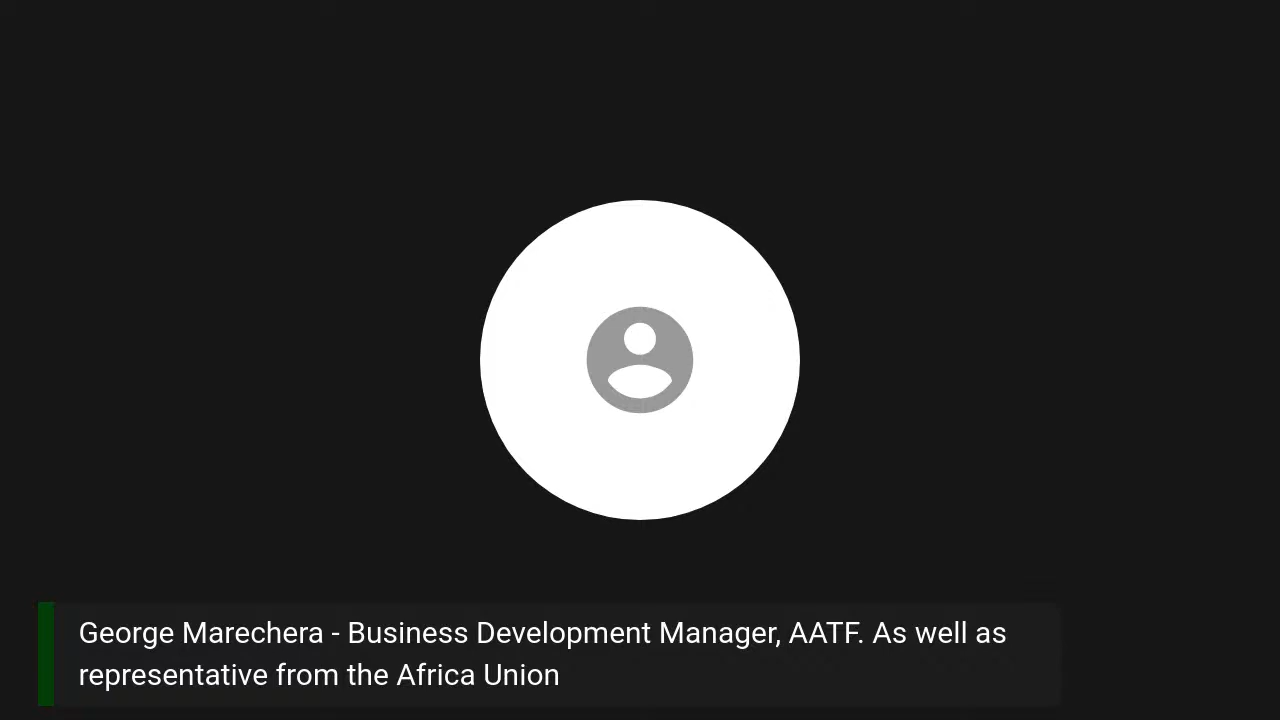 George Marechera - Business Development Manager, AATF. As well as
representative from the Africa Union